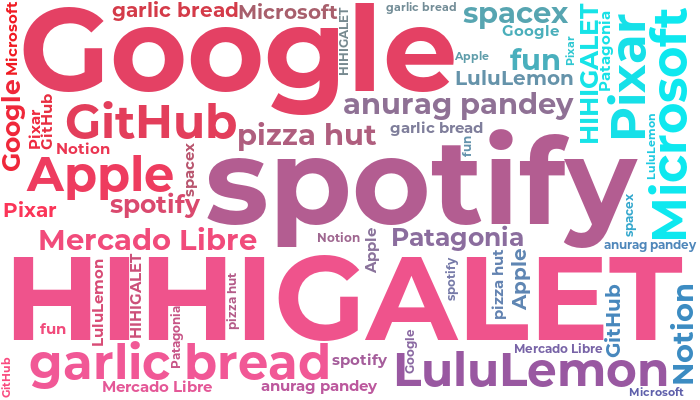 Microsoft
garlic bread
Microsoft
HIHIGALET
garlic bread
spacex
Google
Google
HIHIGALET
Patagonia
Pixar
Microsoft
Apple
fun
Pixar
LuluLemon
Google
Pixar
GitHub
GitHub
anurag pandey
pizza hut
garlic bread
LuluLemon
Notion
spacex
fun
spotify
Apple
Pixar
spotify
spacex
Mercado Libre
Notion
Apple
Patagonia
anurag pandey
HIHIGALET
LuluLemon
HIHIGALET
pizza hut
spotify
pizza hut
Apple
GitHub
Notion
fun
Patagonia
Google
Mercado Libre
garlic bread
spotify
LuluLemon
GitHub
Mercado Libre
anurag pandey
Microsoft